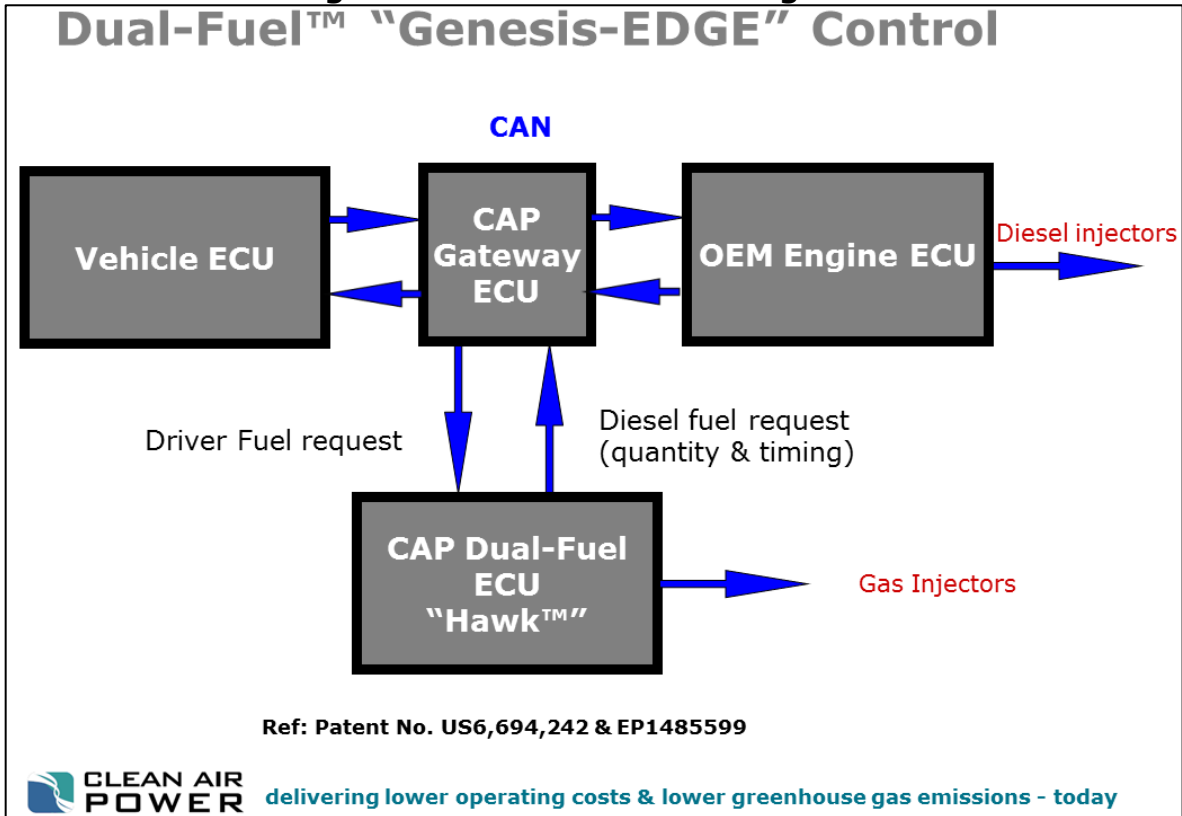 Dual-Fuel™ “Genesis-EDGE” Control
CAN
Vehicle ECU
CAP
Gateway
ECU
OEM Engine ECU
Diesel injectors
Driver Fuel request
Diesel fuel request
(quantity & timing)
CAP Dual-Fuel
ECU
“Hawk™”
Gas Injectors
Ref: Patent No. US6,694,242 & EP1485599
CLEAN AIR
POWER
delivering lower operating costs & lower greenhouse gas emissions - today